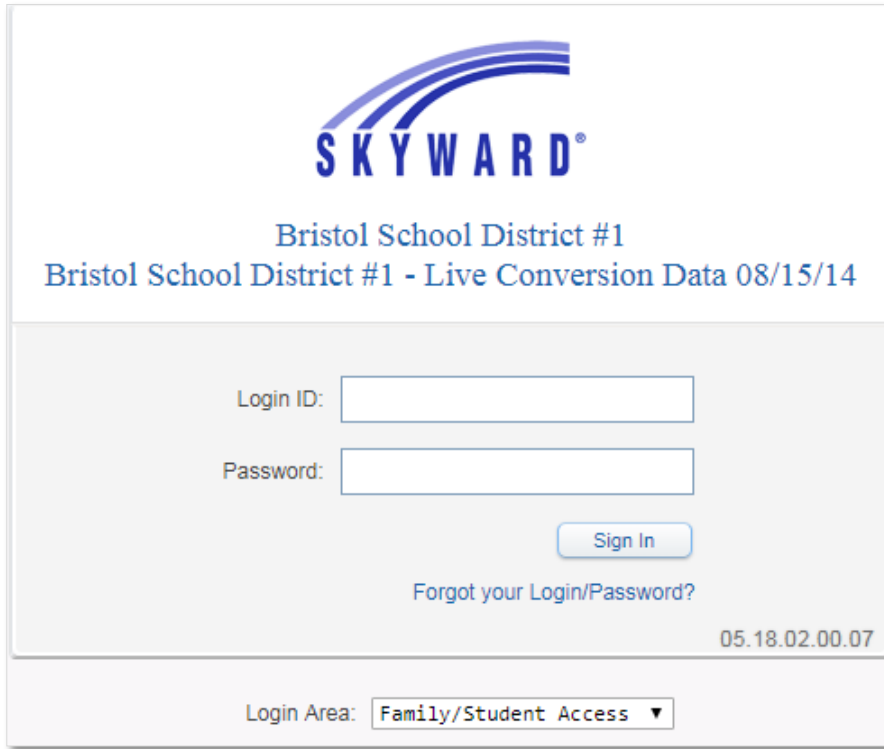 SKYWARD®
Bristol School District #1
Bristol School District #1 - Live Conversion Data 08/15/14
Login ID:
Password:
Sign In
Forgot your Login/Password?
05.18.02.00.07
Login Area: Family/Student Access ▼